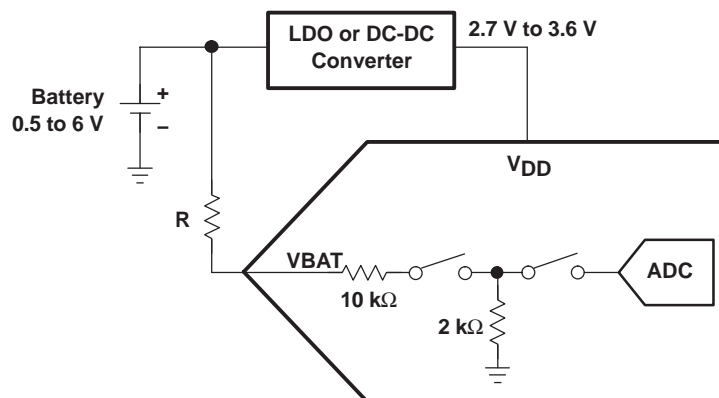 LDO or DC-DC
Converter
2.7 V to 3.6 V
Battery
0.5 to 6 V
+
–
VDD
R
VBAT
10 kΩ
2 kΩ
ADC